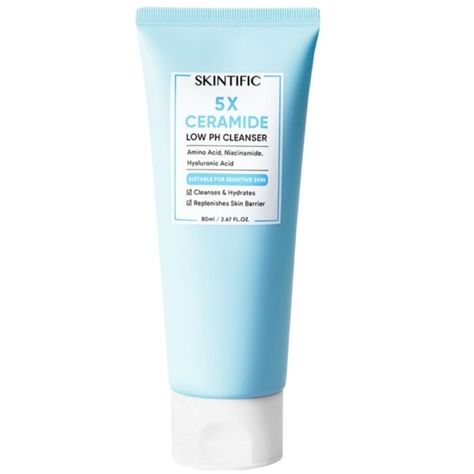 SKINTIFIC
5X
CERAMIDE
LOW PH CLEANSER
Amino Acid, Niacinamide,
Hyaluronic Acid
SUITABLE FOR SENSITIVE SKIN
☑ Cleanses & Hydrates
☑ Replenishes Skin Barrier
80ml / 2.67 FL.OZ.